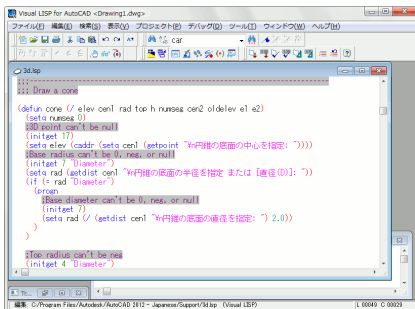 Visual LISP for AutoCAD <Drawing1.dwg>
ファイル(F) 編集(E) 検索(S) 表示(V) プロジェクト(P) デバッグ(D) ツール(T) ウィンドウ(W) ヘルプ(H)
car
3d.lsp
;;; ----------------------------------------------------------------
;;; Draw a cone
(defun cone (/ elev cen1 rad top h numseg cen2 oldelev e1 e2)
(setq numseg 0)
;3D point can't be null
(initget 17)
(setq elev (caddr (setq cen1 (getpoint "¥n円錐の底面の中心を指定: "))))
;Base radius can't be 0, neg, or null
(initget 7 "Diameter")
(setq rad (getdist cen1 "¥n円錐の底面の半径を指定 または [直径(D)]: "))
(if (= rad "Diameter")
(progn
;Base diameter can't be 0, neg, or null
(initget 7)
(setq rad (/ (getdist cen1 "¥n円錐の底面の直径を指定: ") 2.0))
)
)
;Top radius can't be neg
(initget 4 "Diameter")
編集: C:/Program Files/Autodesk/AutoCAD 2012 - Japanese/Support/3d.lsp (Visual LISP)
L 00049 C 00029